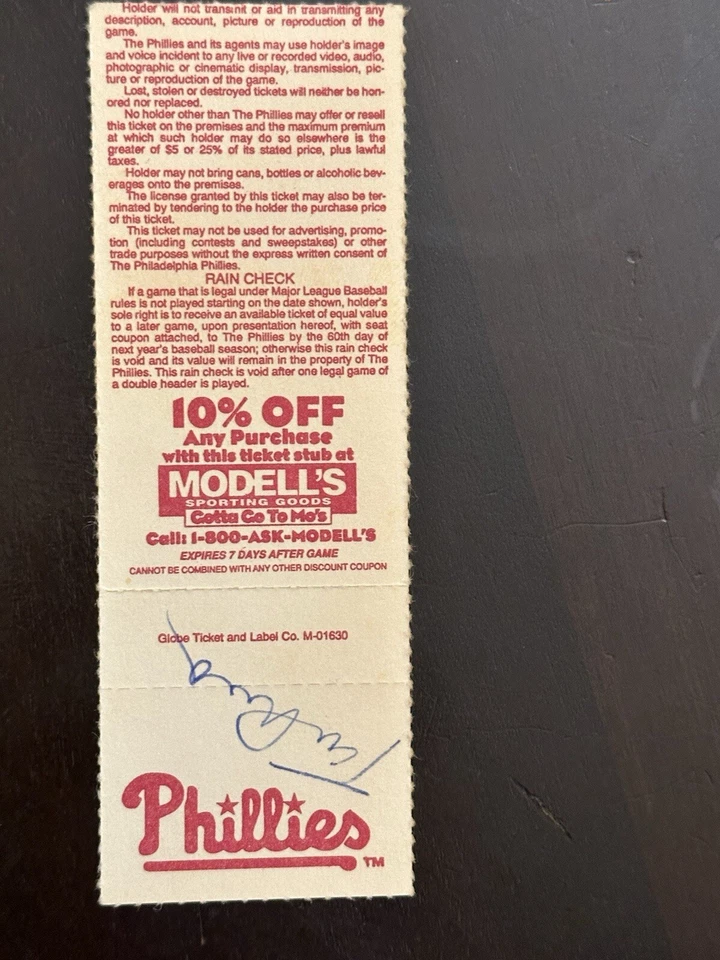 Holder will not transmit or aid in transmitting any
description, account, picture or reproduction of the
game.
The Phillies and its agents may use holder's image
and voice incident to any live or recorded video, audio,
photographic or cinematic display, transmission, pic-
ture or reproduction of the game.
Lost, stolen or destroyed tickets will neither be hon-
ored nor replaced.
No holder other than The Phillies may offer or resell
this ticket on the premises and the maximum premium
at which such holder may do so elsewhere is the
greater of $5 or 25% of its stated price, plus lawful
taxes.
Holder may not bring cans, bottles or alcoholic bev-
erages onto the premises.
The license granted by this ticket may also be ter-
minated by tendering to the holder the purchase price
of this ticket.
This ticket may not be used for advertising, promo-
tion (including contests and sweepstakes) or other
trade purposes without the express written consent of
The Philadelphia Phillies.
RAIN CHECK
If a game that is legal under Major League Baseball
rules is not played starting on the date shown, holder's
sole right is to receive an available ticket of equal value
to a later game, upon presentation hereof, with seat
coupon attached, to The Phillies by the 60th day of
next year's baseball season; otherwise this rain check
is void and its value will remain in the property of The
Phillies. This rain check is void after one legal game of
a double header is played.
10% OFF
Any Purchase
with this ticket stub at
MODELL'S
SPORTING GOODS
Gotta Go To Mo's
Call: 1-800-ASK-MODELL'S
EXPIRES 7 DAYS AFTER GAME
CANNOT BE COMBINED WITH ANY OTHER DISCOUNT COUPON
Globe Ticket and Label Co. M-01630
Phillies
TM